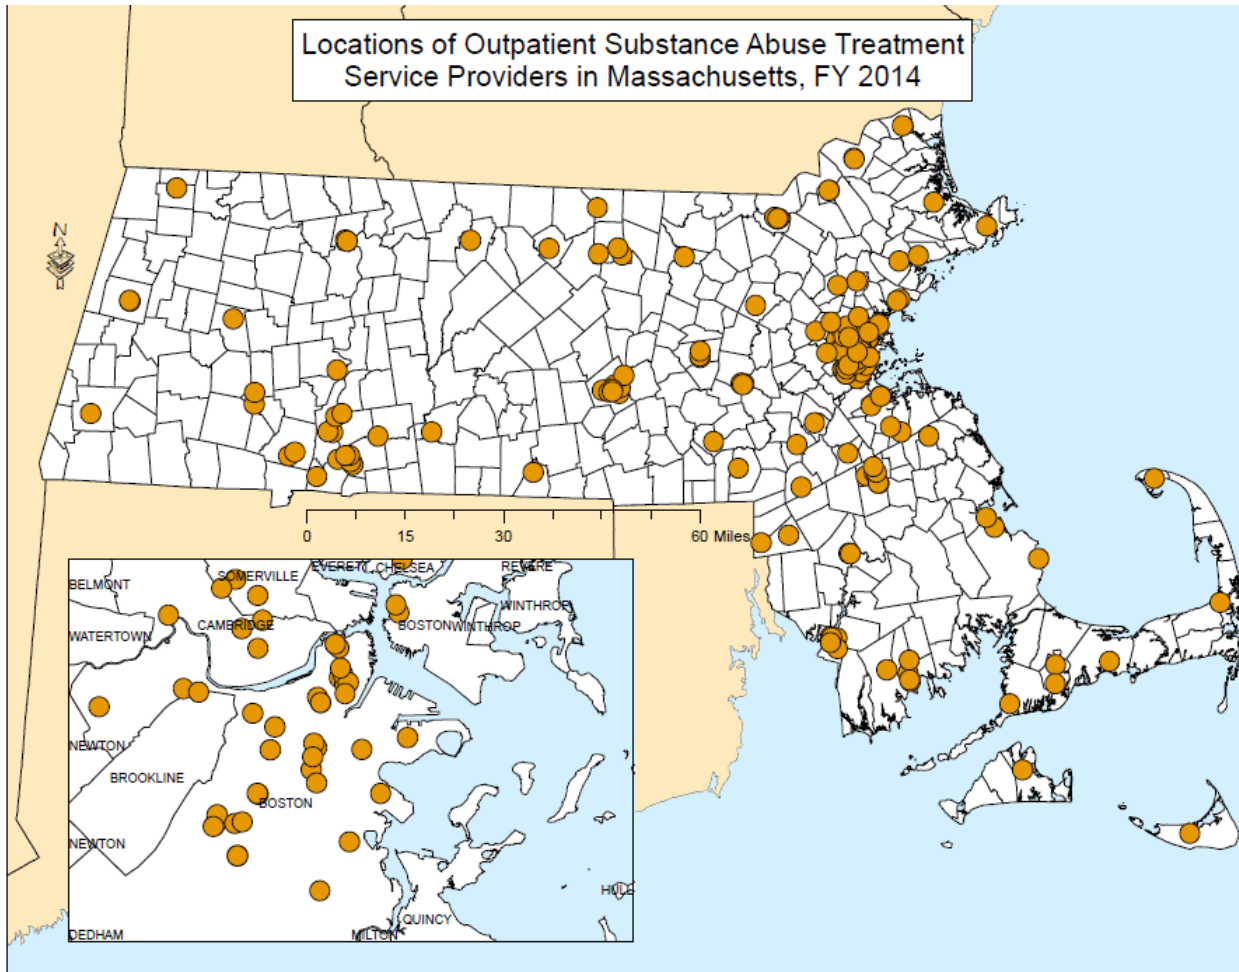 Locations of Outpatient Substance Abuse Treatment
Service Providers in Massachusetts, FY 2014
N
0 15 30 60 Miles
EVERETT
CHELSEA
REVERE
BELMONT
SOMERVILLE
WINTHROP
WATERTOWN
CAMBRIDGE
BOSTON
WINTHROP
NEWTON
BROOKLINE
BOSTON
NEWTON
HULL
QUINCY
DEDHAM
MILTON